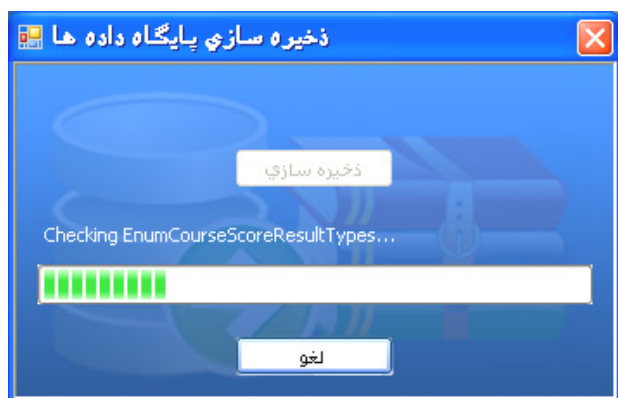 ذخيره سازي پايگاه داده ها
ذخيره سازي
Checking EnumCourseScoreResultTypes...
لغو